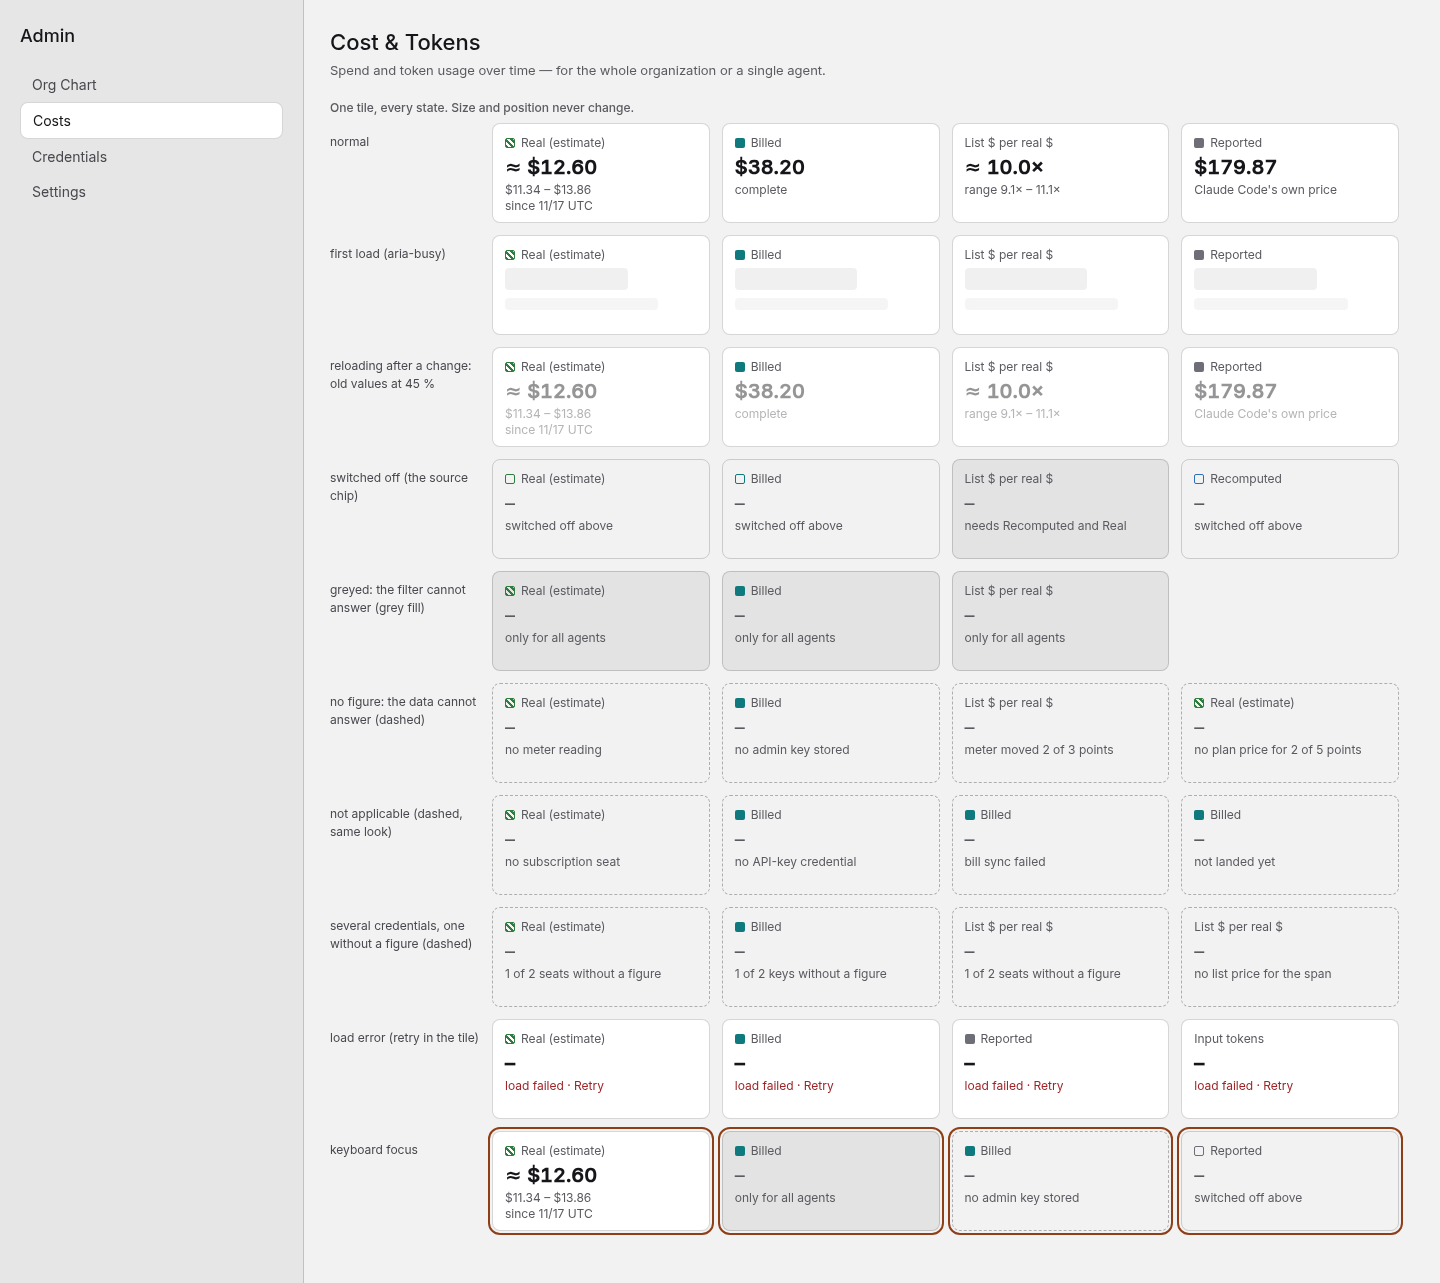 Admin
Org Chart
Costs
Credentials
Settings
Cost & Tokens
Spend and token usage over time — for the whole organization or a single agent.
One tile, every state. Size and position never change.
normal
Real (estimate)
≈ $12.60
$11.34 – $13.86
since 11/17 UTC
Billed
$38.20
complete
List $ per real $
≈ 10.0×
range 9.1× – 11.1×
Reported
$179.87
Claude Code's own price
first load (aria-busy)
Real (estimate)
Billed
List $ per real $
Reported
reloading after a change:
old values at 45 %
Real (estimate)
≈ $12.60
$11.34 – $13.86
since 11/17 UTC
Billed
$38.20
complete
List $ per real $
≈ 10.0×
range 9.1× – 11.1×
Reported
$179.87
Claude Code's own price
switched off (the source
chip)
Real (estimate)
–
switched off above
Billed
–
switched off above
List $ per real $
–
needs Recomputed and Real
Recomputed
–
switched off above
greyed: the filter cannot
answer (grey fill)
Real (estimate)
–
only for all agents
Billed
–
only for all agents
List $ per real $
–
only for all agents
no figure: the data cannot
answer (dashed)
Real (estimate)
–
no meter reading
Billed
–
no admin key stored
List $ per real $
–
meter moved 2 of 3 points
Real (estimate)
–
no plan price for 2 of 5 points
not applicable (dashed,
same look)
Real (estimate)
–
no subscription seat
Billed
–
no API-key credential
Billed
–
bill sync failed
Billed
–
not landed yet
several credentials, one
without a figure (dashed)
Real (estimate)
–
1 of 2 seats without a figure
Billed
–
1 of 2 keys without a figure
List $ per real $
–
1 of 2 seats without a figure
List $ per real $
–
no list price for the span
load error (retry in the tile)
Real (estimate)
–
load failed · Retry
Billed
–
load failed · Retry
Reported
–
load failed · Retry
Input tokens
–
load failed · Retry
keyboard focus
Real (estimate)
≈ $12.60
$11.34 – $13.86
since 11/17 UTC
Billed
–
only for all agents
Billed
–
no admin key stored
Reported
–
switched off above